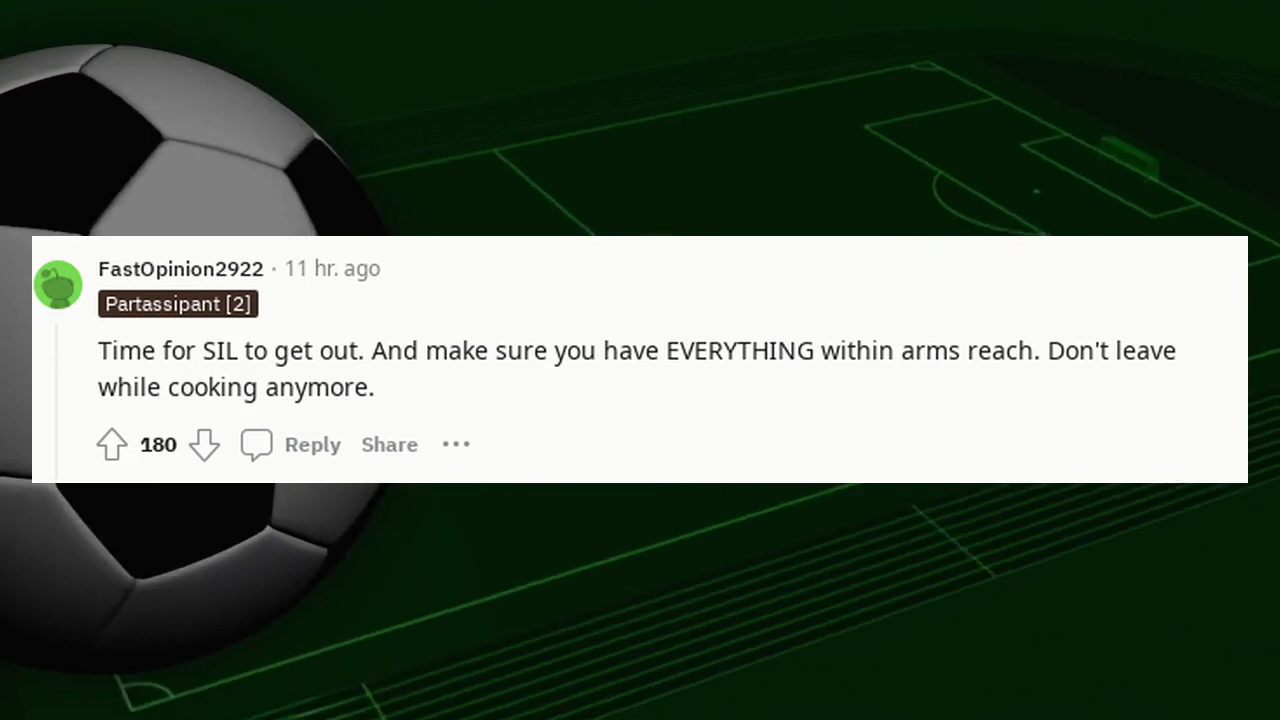 FastOpinion2922 · 11 hr. ago
Partassipant [2]
Time for SIL to get out. And make sure you have EVERYTHING within arms reach. Don't leave
while cooking anymore.
180 Reply Share ···